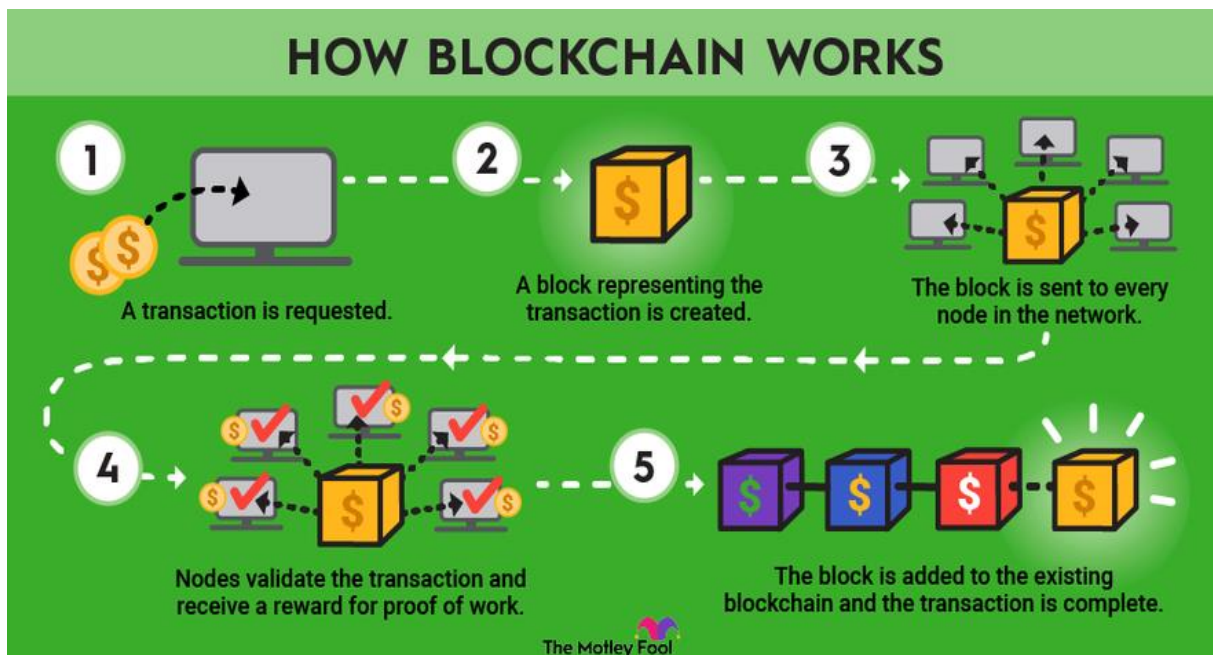 HOW BLOCKCHAIN WORKS
1
2
3
$
$
$
$
A transaction is requested.
A block representing the
transaction is created.
The block is sent to every
node in the network.
4
5
$
$
$
$
$
$
$
$
$
$
Nodes validate the transaction and
receive a reward for proof of work.
The block is added to the existing
blockchain and the transaction is complete.
The Motley Fool